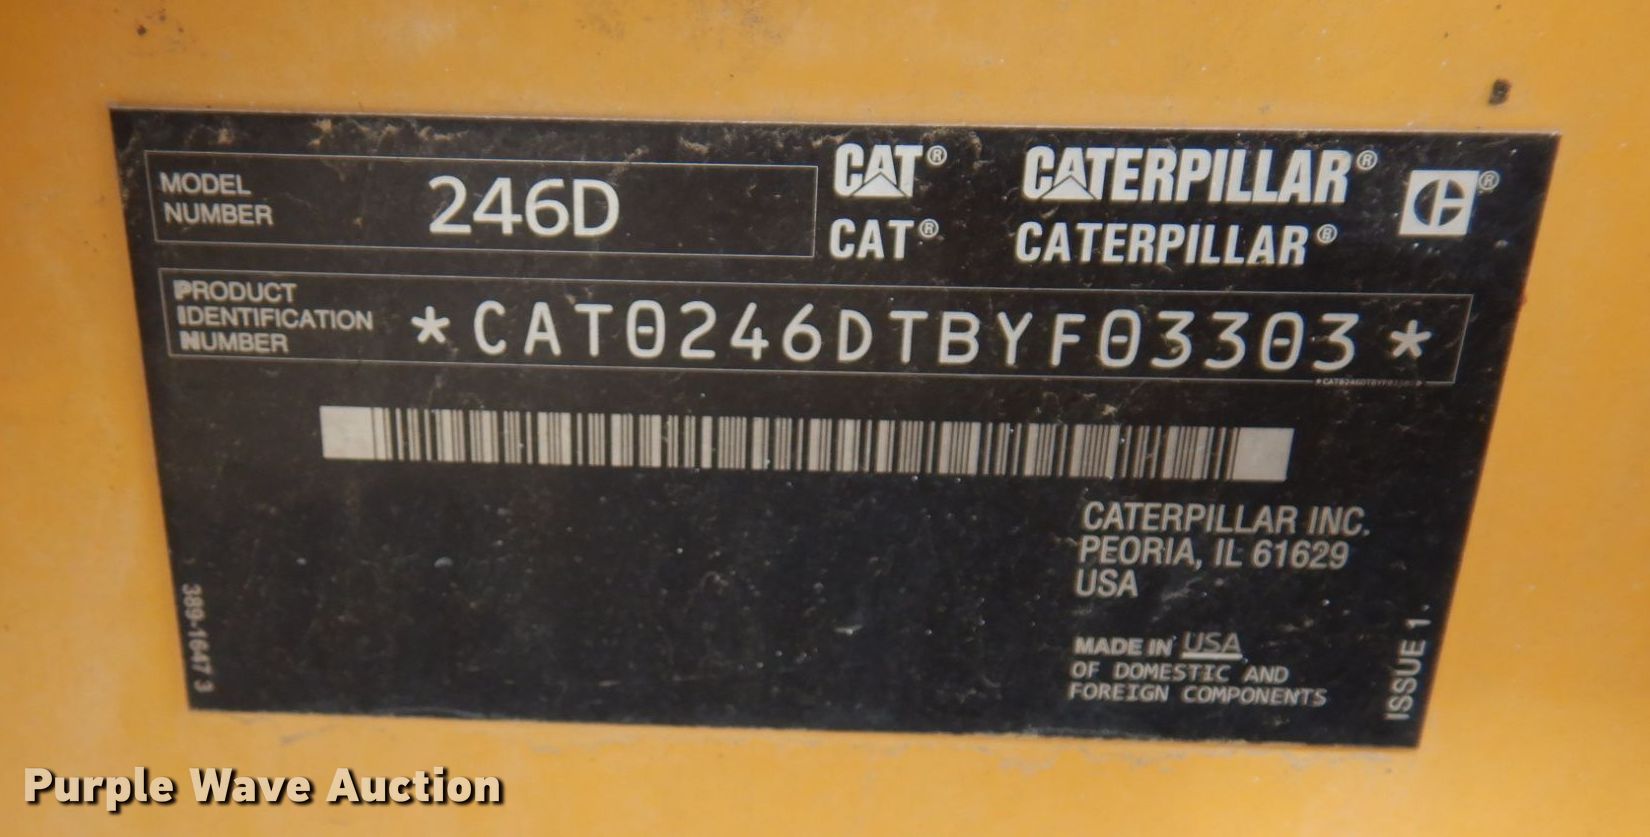 MODEL
NUMBER
246D
CAT® CATERPILLAR®
CAT® CATERPILLAR®
PRODUCT
IDENTIFICATION
NUMBER
*CAT0246DTBYF03303*
CATERPILLAR INC.
PEORIA, IL 61629
USA
MADE IN USA
OF DOMESTIC AND
FOREIGN COMPONENTS
389-1647 3
ISSUE 1
Purple Wave Auction